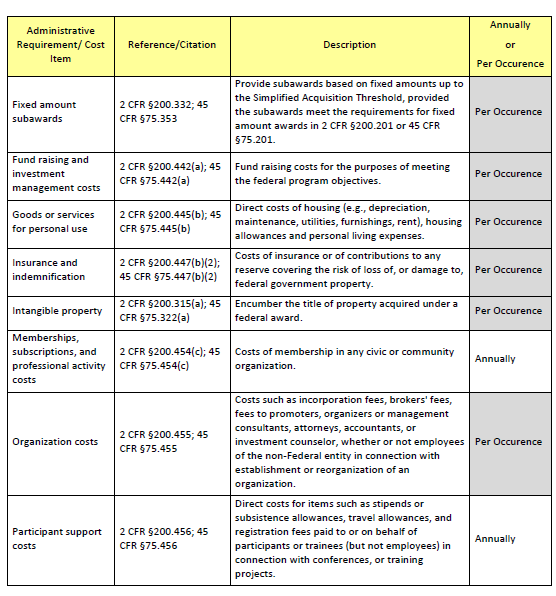 Administrative
Requirement/ Cost
Item
Reference/Citation
Description
Annually
or
Per Occurence
Fixed amount
subawards
2 CFR §200.332; 45
CFR §75.353
Provide subawards based on fixed amounts up to
the Simplified Acquisition Threshold, provided
the subawards meet the requirements for fixed
amount awards in 2 CFR §200.201 or 45 CFR
§75.201.
Per Occurence
Fund raising and
investment
management costs
2 CFR §200.442(a); 45
CFR §75.442(a)
Fund raising costs for the purposes of meeting
the federal program objectives.
Per Occurence
Goods or services
for personal use
2 CFR §200.445(b); 45
CFR §75.445(b)
Direct costs of housing (e.g., depreciation,
maintenance, utilities, furnishings, rent), housing
allowances and personal living expenses.
Per Occurence
Insurance and
indemnification
2 CFR §200.447(b)(2);
45 CFR §75.447(b)(2)
Costs of insurance or of contributions to any
reserve covering the risk of loss of, or damage to,
federal government property.
Per Occurence
Intangible property
2 CFR §200.315(a); 45
CFR §75.322(a)
Encumber the title of property acquired under a
federal award.
Per Occurence
Memberships,
subscriptions, and
professional activity
costs
2 CFR §200.454(c); 45
CFR §75.454(c)
Costs of membership in any civic or community
organization.
Annually
Organization costs
2 CFR §200.455; 45
CFR §75.455
Costs such as incorporation fees, brokers' fees,
fees to promoters, organizers or management
consultants, attorneys, accountants, or
investment counselor, whether or not employees
of the non-Federal entity in connection with
establishment or reorganization of an
organization.
Per Occurence
Participant support
costs
2 CFR §200.456; 45
CFR §75.456
Direct costs for items such as stipends or
subsistence allowances, travel allowances, and
registration fees paid to or on behalf of
participants or trainees (but not employees) in
connection with conferences, or training
projects.
Annually